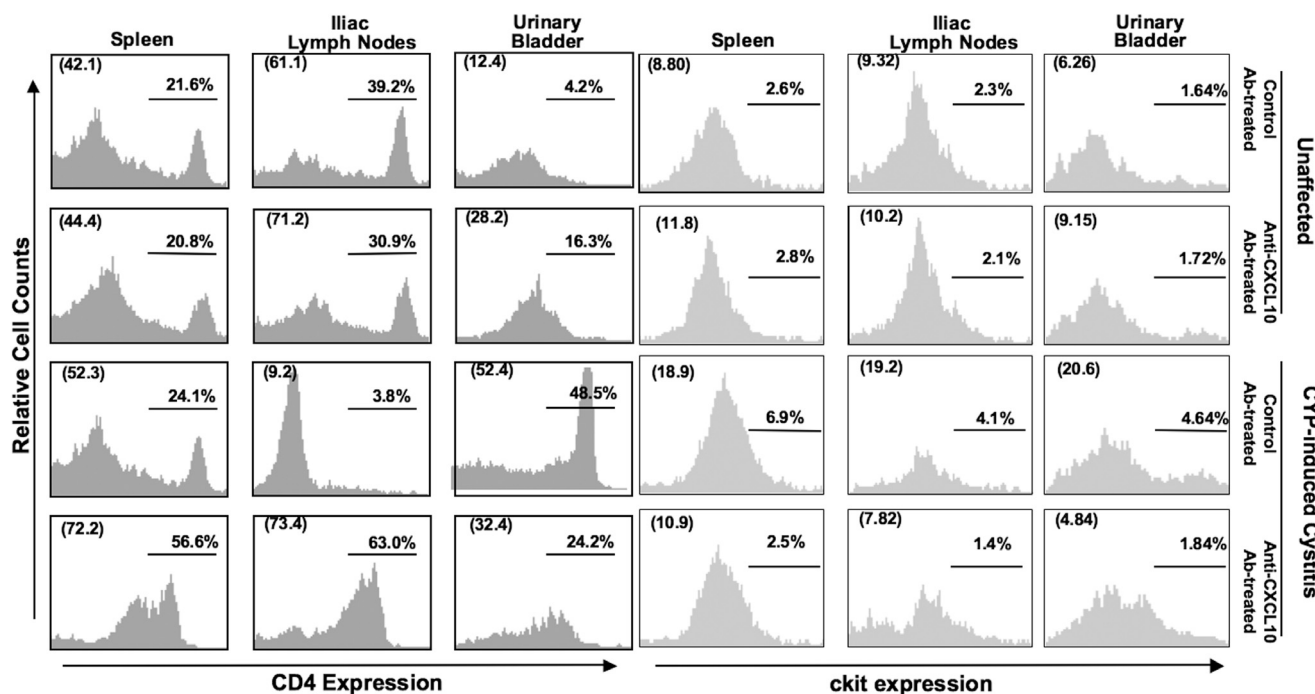 Spleen
Iliac
Lymph Nodes
Urinary
Bladder
Spleen
Iliac
Lymph Nodes
Urinary
Bladder
(42.1)
21.6%
(61.1)
39.2%
(12.4)
4.2%
(8.80)
2.6%
(9.32)
2.3%
(6.26)
1.64%
Control
Ab-treated
(44.4)
20.8%
(71.2)
30.9%
(28.2)
16.3%
(11.8)
2.8%
(10.2)
2.1%
(9.15)
1.72%
Anti-CXCL10
Ab-treated
Unaffected
(52.3)
24.1%
(9.2)
3.8%
(52.4)
48.5%
(18.9)
6.9%
(19.2)
4.1%
(20.6)
4.64%
Control
Ab-treated
(72.2)
56.6%
(73.4)
63.0%
(32.4)
24.2%
(10.9)
2.5%
(7.82)
1.4%
(4.84)
1.84%
Anti-CXCL10
Ab-treated
CYP-induced Cystitis
Relative Cell Counts
CD4 Expression
ckit expression